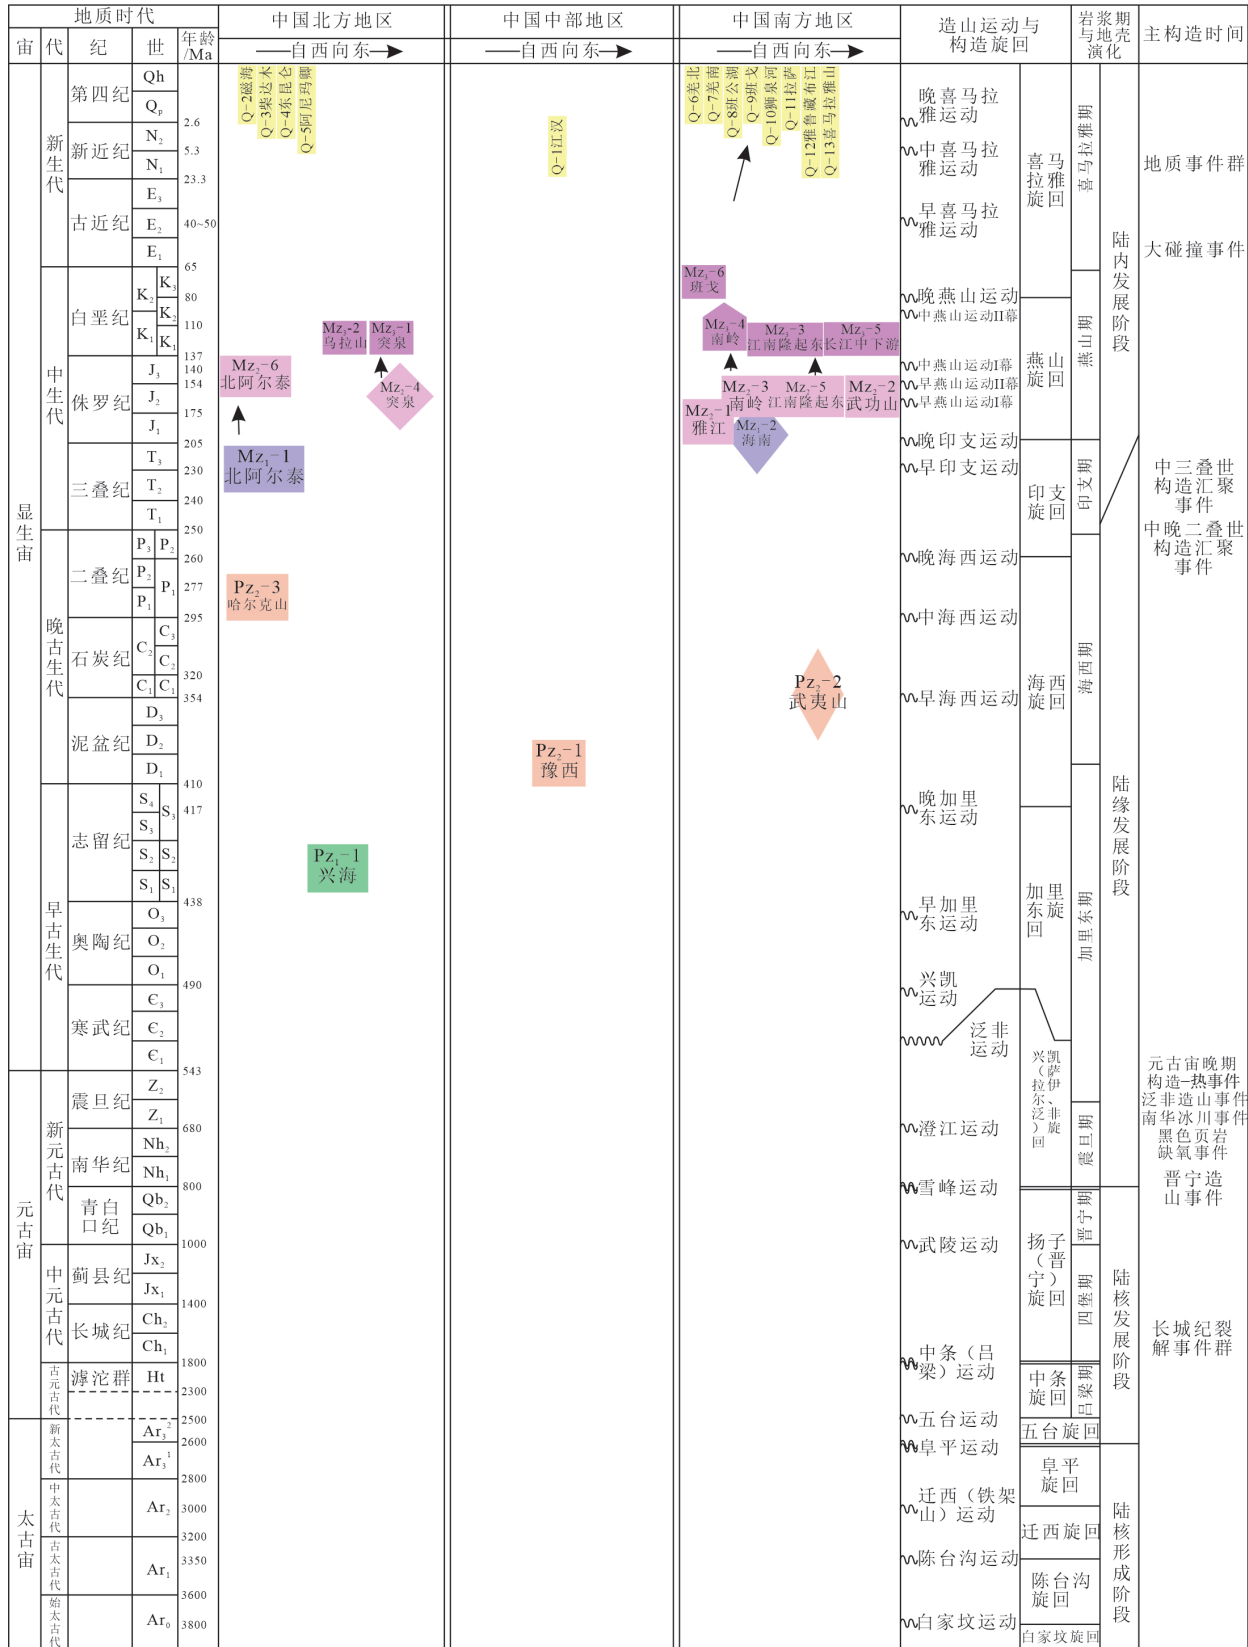 地质时代
中国北方地区
中国中部地区
中国南方地区
造山运动与
构造旋回
岩浆期
与地壳
演化
主构造时间
宙
代
纪
世
年龄
/Ma
自西向东
自西向东
自西向东
显生宙
元古宙
太古宙
新生代
中生代
晚古生代
早古生代
新元古代
中元古代
古元古代
新太古代
中太古代
古太古代
始太古代
第四纪
新近纪
古近纪
白垩纪
侏罗纪
三叠纪
二叠纪
石炭纪
泥盆纪
志留纪
奥陶纪
寒武纪
震旦纪
南华纪
青白
口纪
蓟县纪
长城纪
滹沱群
Qh
Qp
N2
N1
E3
E2
E1
K2
K1
K3
K2
K1
J3
J2
J1
T3
T2
T1
P3
P2
P2
P1
P1
C2
C3
C2
C1
C1
D3
D2
D1
S4
S3
S3
S2
S2
S1
S1
O3
O2
O1
Є3
Є2
Є1
Z2
Z1
Nh2
Nh1
Qb2
Qb1
Jx2
Jx1
Ch2
Ch1
Ht
Ar3²
Ar3¹
Ar2
Ar1
Ar0
2.6
5.3
23.3
40~50
65
80
110
137
140
154
175
205
230
240
250
260
277
295
320
354
410
417
438
490
543
680
800
1000
1400
1800
2300
2500
2600
2800
3000
3200
3350
3600
3800
Q-2磁海
Q-3柴达木
Q-4东昆仑
Q-5阿尼玛卿
Mz3-2
乌拉山
Mz3-1
突泉
Mz2-6
北阿尔泰
Mz2-4
突泉
Mz1-1
北阿尔泰
Pz2-3
哈尔克山
Pz1-1
兴海
Q-1江汉
Pz2-1
豫西
Q-6羌北
Q-7羌南
Q-8班公湖
Q-9班戈
Q-10狮泉河
Q-11拉萨
Q-12雅鲁藏布江
Q-13喜马拉雅山
Mz3-6
班戈
Mz3-4
南岭
Mz3-3
江南隆起东
Mz3-5
长江中下游
Mz2-3
南岭
Mz2-5
江南隆起东
Mz2-2
武功山
Mz2-1
雅江
Mz1-2
海南
Pz2-2
武夷山
晚喜马拉
雅运动
中喜马拉
雅运动
早喜马拉
雅运动
晚燕山运动
中燕山运动II幕
中燕山运动I幕
早燕山运动II幕
早燕山运动I幕
晚印支运动
早印支运动
晚海西运动
中海西运动
早海西运动
晚加里
东运动
早加里
东运动
兴凯
运动
泛非
运动
澄江运动
雪峰运动
武陵运动
中条（吕
梁）运动
五台运动
阜平运动
迁西（铁架
山）运动
陈台沟运动
白家坟运动
喜马
拉雅
旋回
燕山
旋回
印支
旋回
海西
旋回
加里
东旋
回
兴凯
（萨
拉伊
尔、
泛非
）旋
回
扬子
（晋
宁）
旋回
中条
旋回
五台旋回
阜平
旋回
迁西旋回
陈台沟
旋回
白家坟旋回
喜马拉雅期
燕山期
印支期
海西期
加里东期
震旦期
晋宁期
四堡期
吕梁期
陆内发展阶段
陆缘发展阶段
陆核发展阶段
陆核形成阶段
地质事件群
大碰撞事件
中三叠世
构造汇聚
事件
中晚二叠世
构造汇聚
事件
元古宙晚期
构造-热事件
泛非造山事件
南华冰川事件
黑色页岩
缺氧事件
晋宁造
山事件
长城纪裂
解事件群